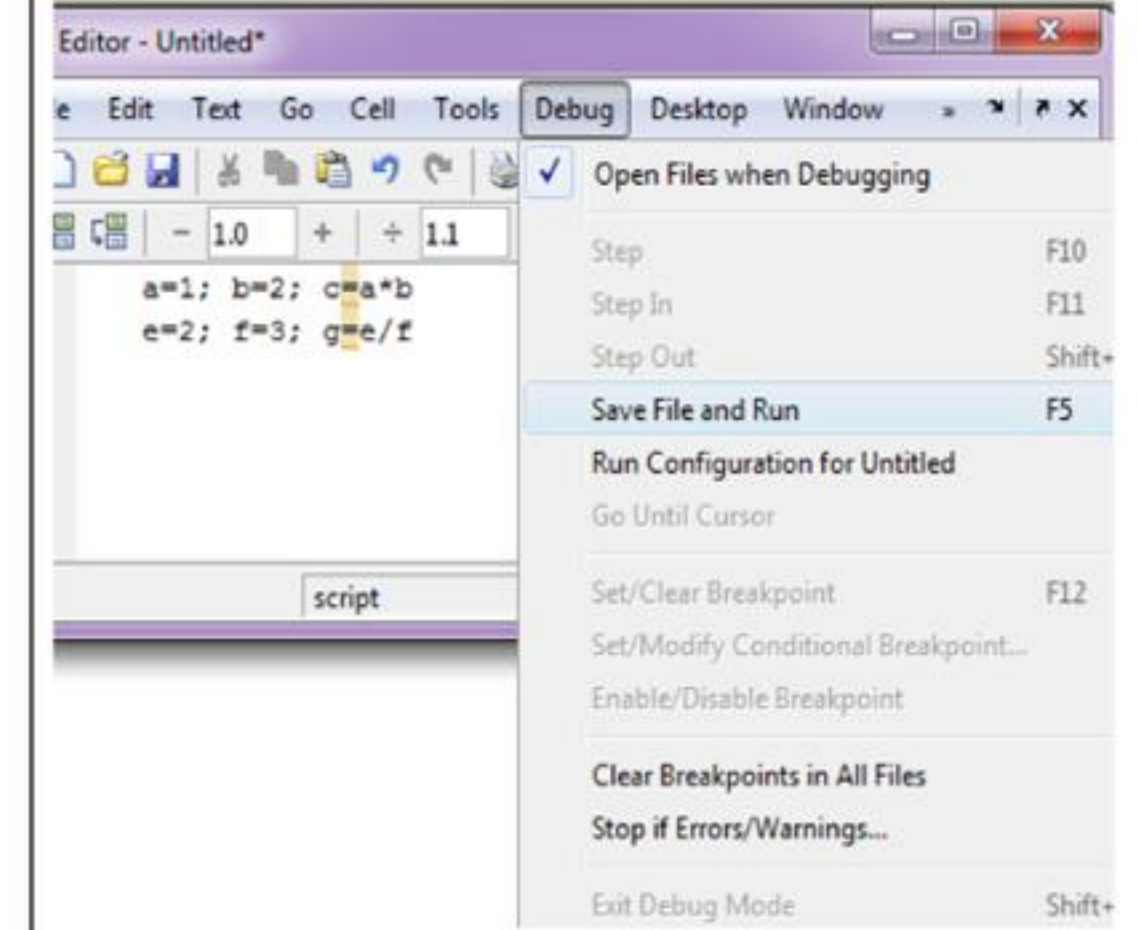 Editor - Untitled*
e Edit Text Go Cell Tools Debug Desktop Window »
Open Files when Debugging
- 1.0 + ÷ 1.1
Step F10
a=1; b=2; c=a*b
Step In F11
e=2; f=3; g=e/f
Step Out Shift+
Save File and Run F5
Run Configuration for Untitled
Go Until Cursor
script
Set/Clear Breakpoint F12
Set/Modify Conditional Breakpoint...
Enable/Disable Breakpoint
Clear Breakpoints in All Files
Stop if Errors/Warnings...
Exit Debug Mode Shift+